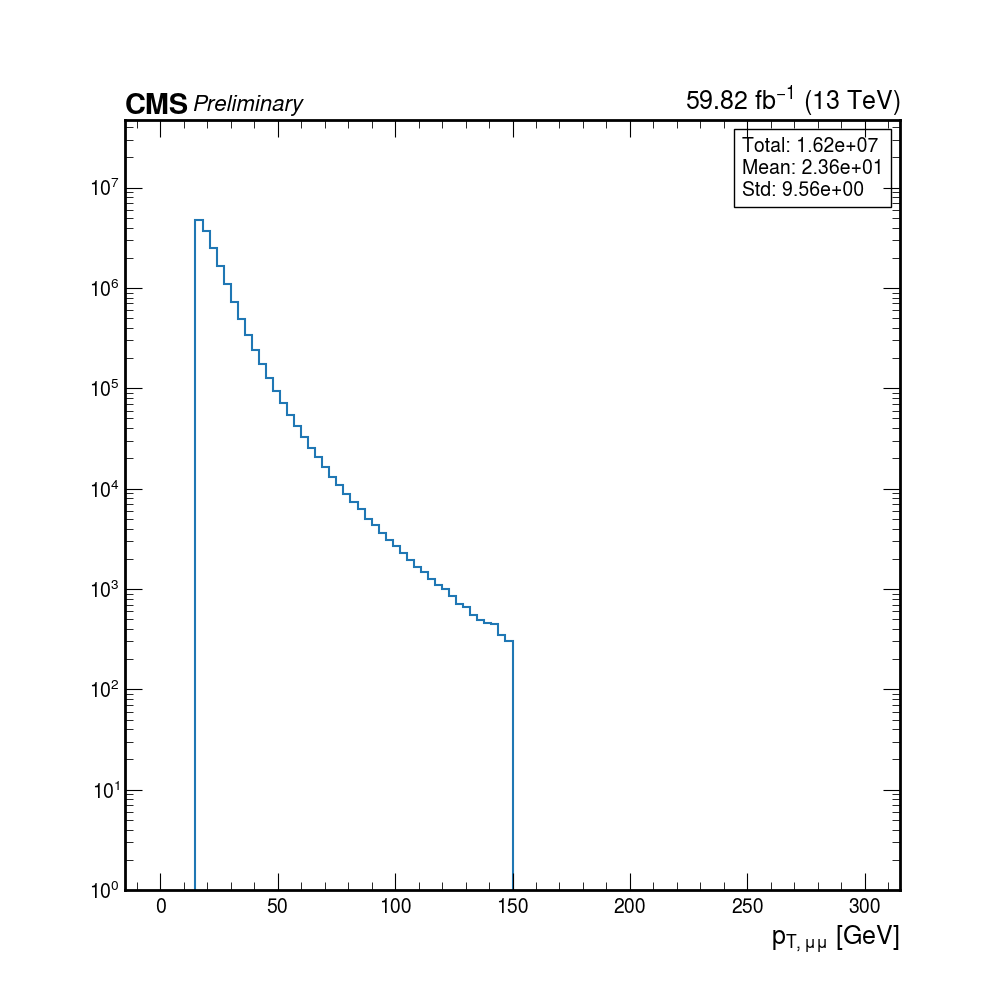 CMS Preliminary 59.82 fb⁻¹ (13 TeV)
Total: 1.62e+07
Mean: 2.36e+01
Std: 9.56e+00
10⁷
10⁶
10⁵
10⁴
10³
10²
10¹
10⁰
0 50 100 150 200 250 300
p_{T, μμ} [GeV]